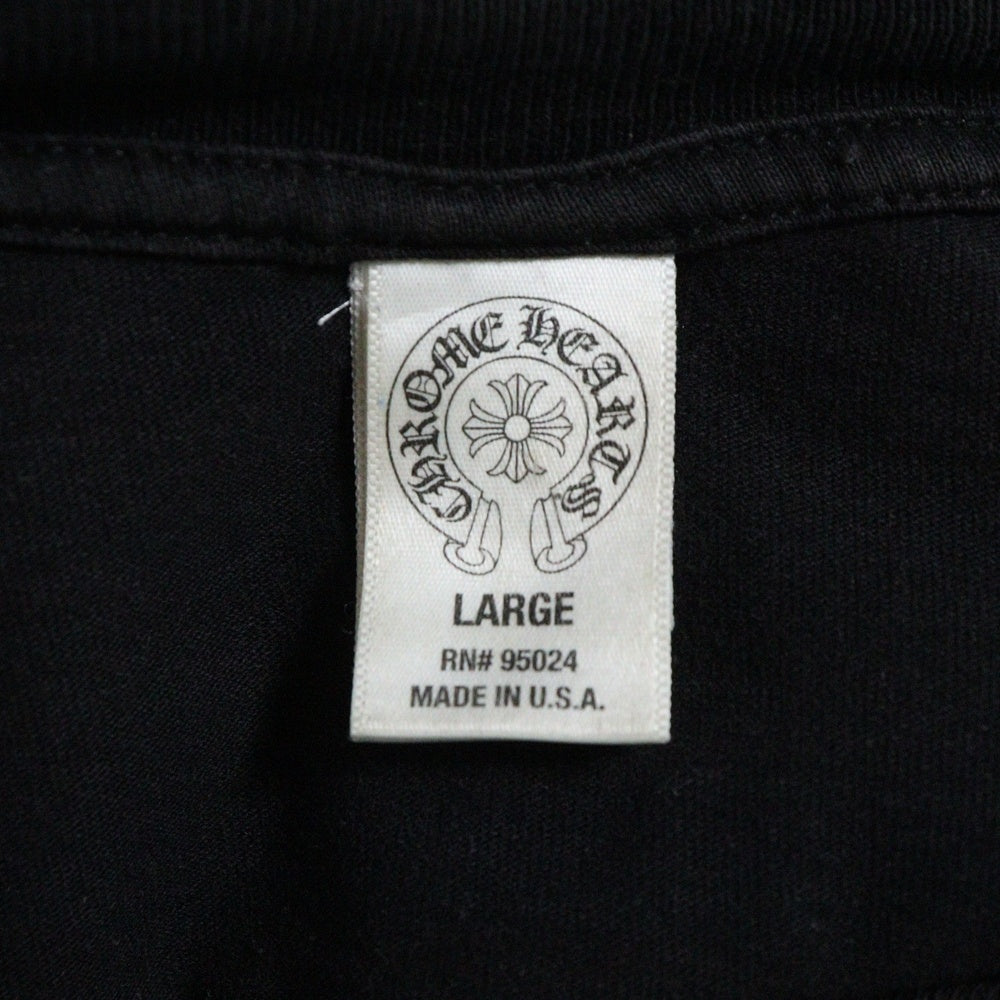 CHROME HEARTS
LARGE
RN# 95024
MADE IN U.S.A.